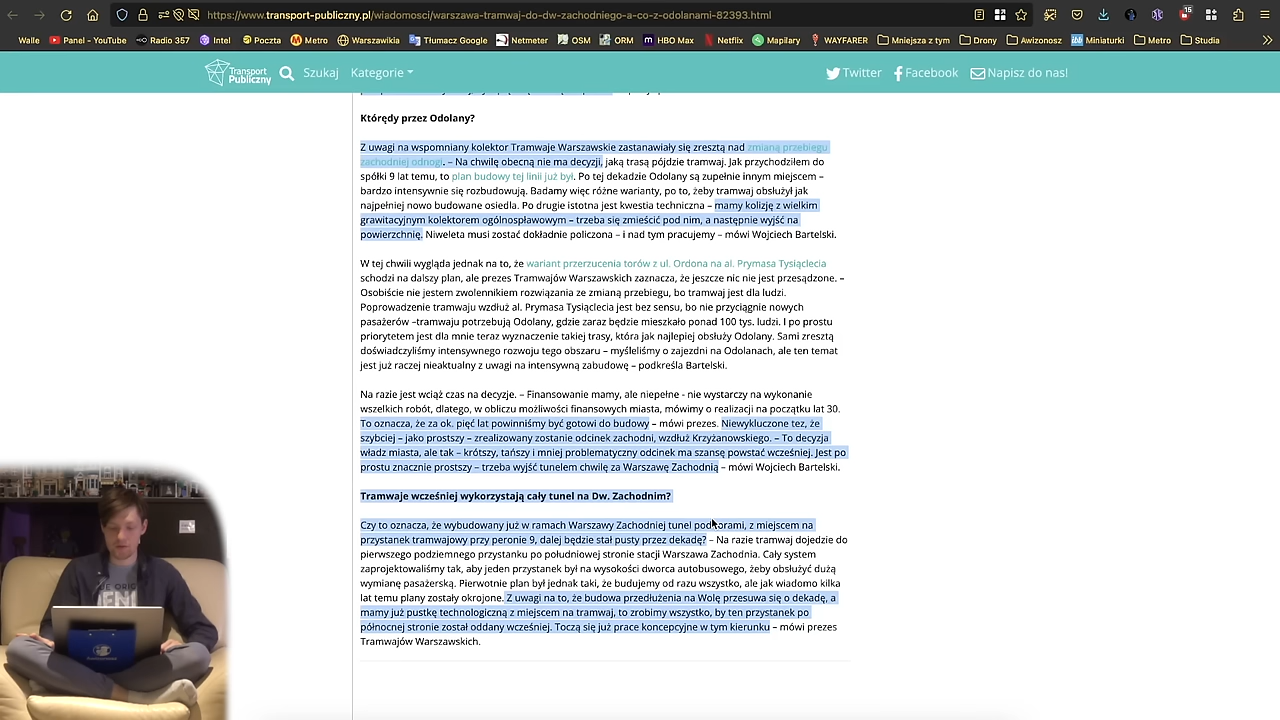 https://www.transport-publiczny.pl/wiadomosci/warszawa-tramwaj-do-dw-zachodniego-a-co-z-odolanami-82393.html
15
Walle Panel - YouTube Radio 357 Intel Poczta Metro Warszawikia Tłumacz Google Netmeter OSM ORM HBO Max Netflix Mapilary WAYFARER Mniejsza z tym Drony Awizonosz Miniaturki Metro Studia
Transport Publiczny Szukaj Kategorie Twitter Facebook Napisz do nas!
Którędy przez Odolany?
Z uwagi na wspomniany kolektor Tramwaje Warszawskie zastanawiały się zresztą nad zmianą przebiegu
zachodniej odnogi. – Na chwilę obecną nie ma decyzji, jaką trasą pójdzie tramwaj. Jak przychodziłem do
spółki 9 lat temu, to plan budowy tej linii już był. Po tej dekadzie Odolany są zupełnie innym miejscem –
bardzo intensywnie się rozbudowują. Badamy więc różne warianty, po to, żeby tramwaj obsłużył jak
najpełniej nowo budowane osiedla. Po drugie istotna jest kwestia techniczna – mamy kolizję z wielkim
grawitacyjnym kolektorem ogólnospławowym – trzeba się zmieścić pod nim, a następnie wyjść na
powierzchnię. Niweleta musi zostać dokładnie policzona – i nad tym pracujemy – mówi Wojciech Bartelski.
W tej chwili wygląda jednak na to, że wariant przerzucenia torów z ul. Ordona na al. Prymasa Tysiąclecia
schodzi na dalszy plan, ale prezes Tramwajów Warszawskich zaznacza, że jeszcze nic nie jest przesądzone. –
Osobiście nie jestem zwolennikiem rozwiązania ze zmianą przebiegu, bo tramwaj jest dla ludzi.
Poprowadzenie tramwaju wzdłuż al. Prymasa Tysiąclecia jest bez sensu, bo nie przyciągnie nowych
pasażerów –tramwaju potrzebują Odolany, gdzie zaraz będzie mieszkało ponad 100 tys. ludzi. I po prostu
priorytetem jest dla mnie teraz wyznaczenie takiej trasy, która jak najlepiej obsłuży Odolany. Sami zresztą
doświadczyliśmy intensywnego rozwoju tego obszaru – myśleliśmy o zajezdni na Odolanach, ale ten temat
jest już raczej nieaktualny z uwagi na intensywną zabudowę – podkreśla Bartelski.
Na razie jest wciąż czas na decyzje. – Finansowanie mamy, ale niepełne - nie wystarczy na wykonanie
wszelkich robót, dlatego, w obliczu możliwości finansowych miasta, mówimy o realizacji na początku lat 30.
To oznacza, że za ok. pięć lat powinniśmy być gotowi do budowy – mówi prezes. Niewykluczone tez, że
szybciej – jako prostszy – zrealizowany zostanie odcinek zachodni, wzdłuż Krzyżanowskiego. – To decyzja
władz miasta, ale tak – krótszy, tańszy i mniej problematyczny odcinek ma szansę powstać wcześniej. Jest po
prostu znacznie prostszy – trzeba wyjść tunelem chwilę za Warszawę Zachodnią – mówi Wojciech Bartelski.
Tramwaje wcześniej wykorzystają cały tunel na Dw. Zachodnim?
Czy to oznacza, że wybudowany już w ramach Warszawy Zachodniej tunel pod torami, z miejscem na
przystanek tramwajowy przy peronie 9, dalej będzie stał pusty przez dekadę? – Na razie tramwaj dojedzie do
pierwszego podziemnego przystanku po południowej stronie stacji Warszawa Zachodnia. Cały system
zaprojektowaliśmy tak, aby jeden przystanek był na wysokości dworca autobusowego, żeby obsłużyć dużą
wymianę pasażerską. Pierwotnie plan był jednak taki, że budujemy od razu wszystko, ale jak wiadomo kilka
lat temu plany zostały okrojone. Z uwagi na to, że budowa przedłużenia na Wolę przesuwa się o dekadę, a
mamy już pustkę technologiczną z miejscem na tramwaj, to zrobimy wszystko, by ten przystanek po
północnej stronie został oddany wcześniej. Toczą się już prace koncepcyjne w tym kierunku – mówi prezes
Tramwajów Warszawskich.